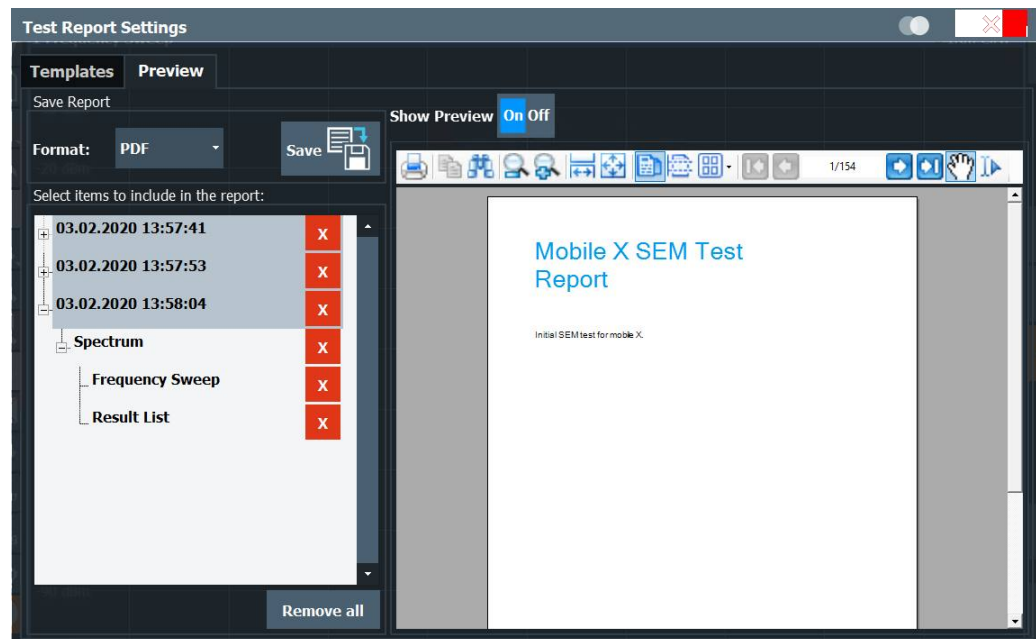 Test Report Settings
Templates Preview
Save Report
Format: PDF Save
Select items to include in the report:
03.02.2020 13:57:41 X
03.02.2020 13:57:53 X
03.02.2020 13:58:04 X
Spectrum X
Frequency Sweep X
Result List X
Remove all
Show Preview On Off
1/154
Mobile X SEM Test
Report
Initial SEM test for mobile X.